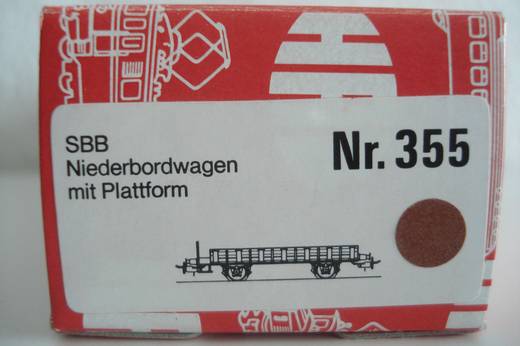 SBB
Niederbordwagen
mit Plattform
Nr. 355